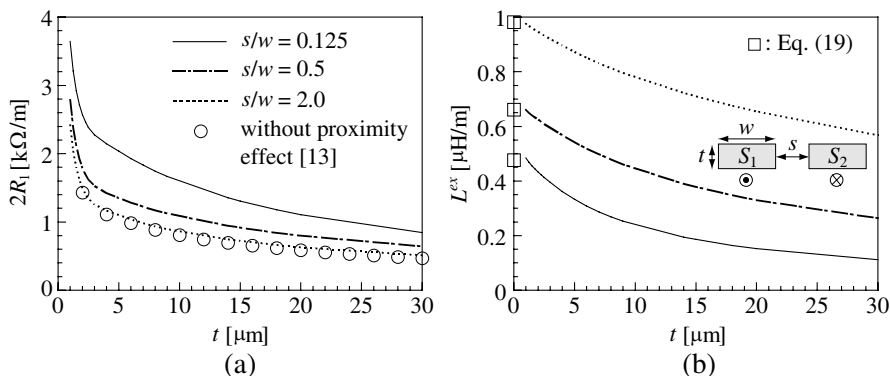 2R₁ [kΩ/m]
4
3
2
1
0
s/w = 0.125
s/w = 0.5
s/w = 2.0
without proximity
effect [13]
5
10
15
20
25
30
t [μm]
(a)
Lᵉˣ [μH/m]
1
0.8
0.6
0.4
0.2
0
□: Eq. (19)
w
s
t
S₁
S₂
0
5
10
15
20
25
30
t [μm]
(b)